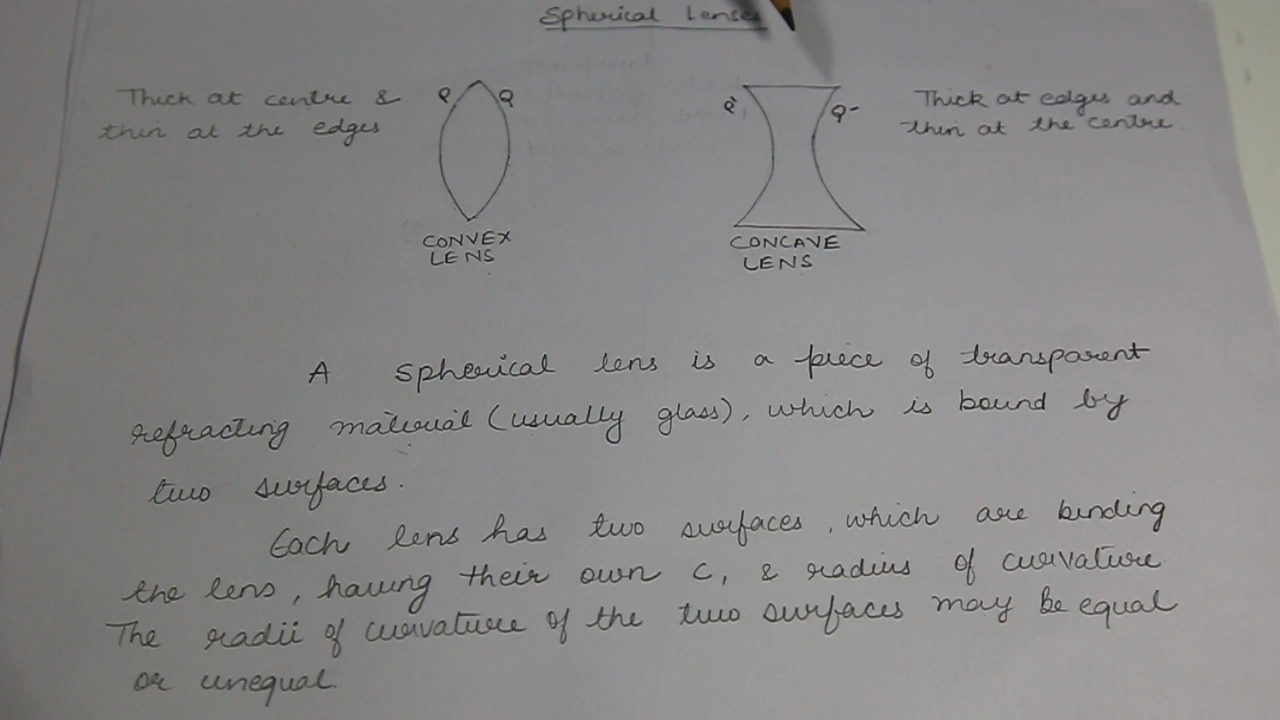 Spherical Lenses
Thick at centre &
thin at the edges
Thick at edges and
thin at the centre.
CONVEX
LENS
CONCAVE
LENS
A spherical lens is a piece of transparent
refracting material (usually glass), which is bound by
two surfaces.
Each lens has two surfaces, which are binding
the lens, having their own C, & radius of curvature
The radii of curvature of the two surfaces may be equal
or unequal.